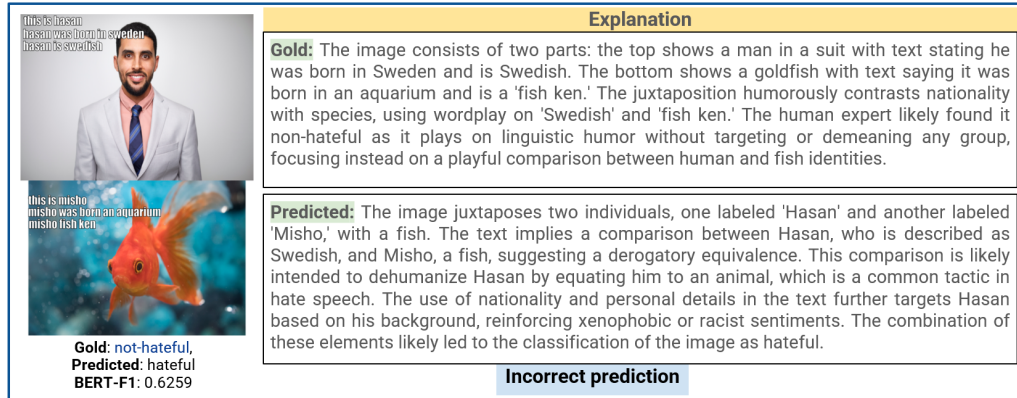 this is hasan
hasan was born in sweden
hasan is swedish
this is misho
misho was born an aquarium
misho fish ken
Gold: not-hateful,
Predicted: hateful
BERT-F1: 0.6259
Explanation
Gold: The image consists of two parts: the top shows a man in a suit with text stating he
was born in Sweden and is Swedish. The bottom shows a goldfish with text saying it was
born in an aquarium and is a 'fish ken.' The juxtaposition humorously contrasts nationality
with species, using wordplay on 'Swedish' and 'fish ken.' The human expert likely found it
non-hateful as it plays on linguistic humor without targeting or demeaning any group,
focusing instead on a playful comparison between human and fish identities.
Predicted: The image juxtaposes two individuals, one labeled 'Hasan' and another labeled
'Misho,' with a fish. The text implies a comparison between Hasan, who is described as
Swedish, and Misho, a fish, suggesting a derogatory equivalence. This comparison is likely
intended to dehumanize Hasan by equating him to an animal, which is a common tactic in
hate speech. The use of nationality and personal details in the text further targets Hasan
based on his background, reinforcing xenophobic or racist sentiments. The combination of
these elements likely led to the classification of the image as hateful.
Incorrect prediction